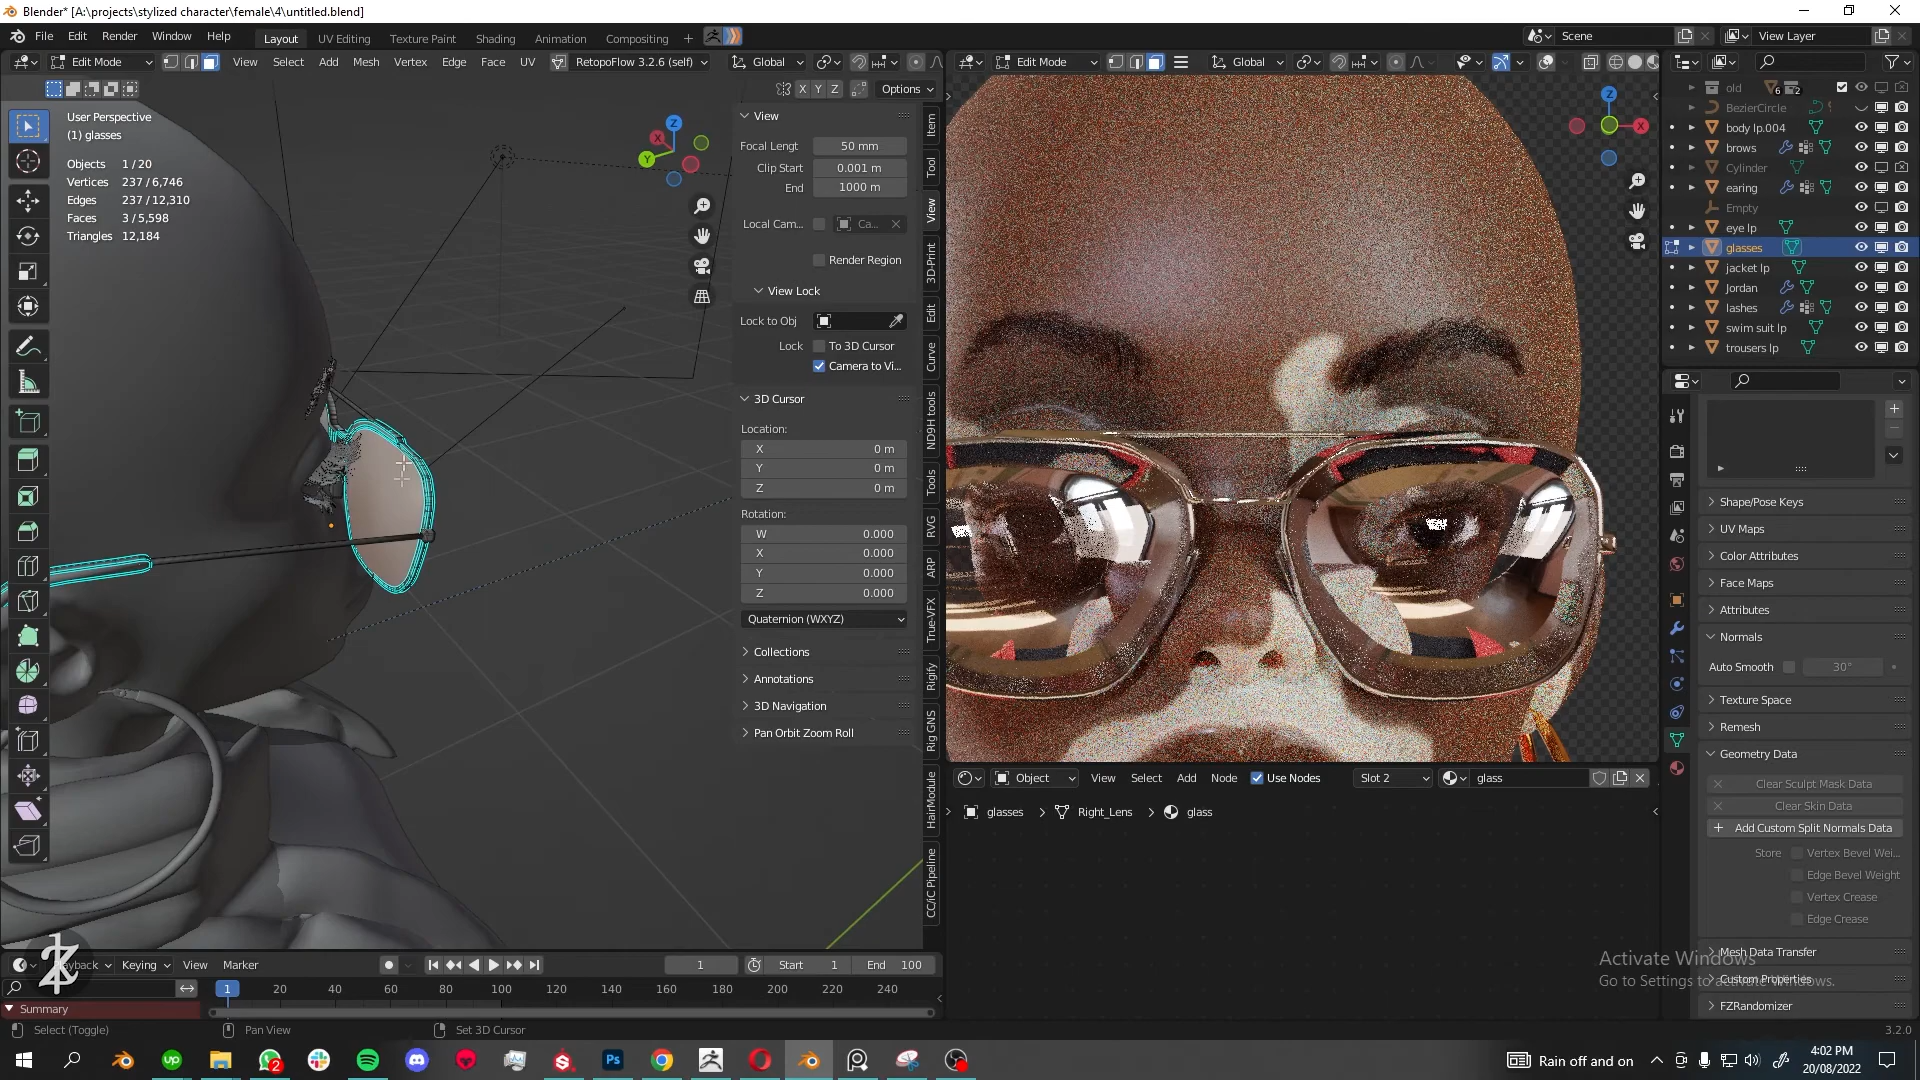 Blender* [A:\projects\stylized character\female\4\untitled.blend]
File Edit Render Window Help Layout UV Editing Texture Paint Shading Animation Compositing + Scene View Layer
Edit Mode View Select Add Mesh Vertex Edge Face UV RetopoFlow 3.2.6 (self) Global Edit Mode Global
X Y Z Options
User Perspective
(1) glasses
Objects 1 / 20
Vertices 237 / 6,746
Edges 237 / 12,310
Faces 3 / 5,598
Triangles 12,184
Z
X
Y
View
Focal Lengt 50 mm
Clip Start 0.001 m
End 1000 m
Local Cam... Ca...
Render Region
View Lock
Lock to Obj
Lock To 3D Cursor
Camera to Vi...
3D Cursor
Location:
X 0 m
Y 0 m
Z 0 m
Rotation:
W 0.000
X 0.000
Y 0.000
Z 0.000
Quaternion (WXYZ)
Collections
Annotations
3D Navigation
Pan Orbit Zoom Roll
Item
Tool
View
3D-Print
Edit
Curve
ND9H tools
Tools
RVG
ARP
True-VFX
Rigify
Rig GNS
HairModule
CC/iC Pipeline
Z
X
old 6 2
BezierCircle
body lp.004
brows
Cylinder
earing
Empty
eye lp
glasses
jacket lp
Jordan
lashes
swim suit lp
trousers lp
Shape/Pose Keys
UV Maps
Color Attributes
Face Maps
Attributes
Normals
Auto Smooth 30°
Texture Space
Remesh
Geometry Data
Clear Sculpt Mask Data
Clear Skin Data
Add Custom Split Normals Data
Store Vertex Bevel Wei...
Edge Bevel Weight
Vertex Crease
Edge Crease
Mesh Data Transfer
Custom Properties
FZRandomizer
Activate Windows
Go to Settings to activate Windows.
Object View Select Add Node Use Nodes Slot 2 glass
glasses Right_Lens glass
Playback Keying View Marker 1 Start 1 End 100
1 20 40 60 80 100 120 140 160 180 200 220 240
Summary
Select (Toggle) Pan View Set 3D Cursor 3.2.0
up 2 Ps Rain off and on 4:02 PM
20/08/2022